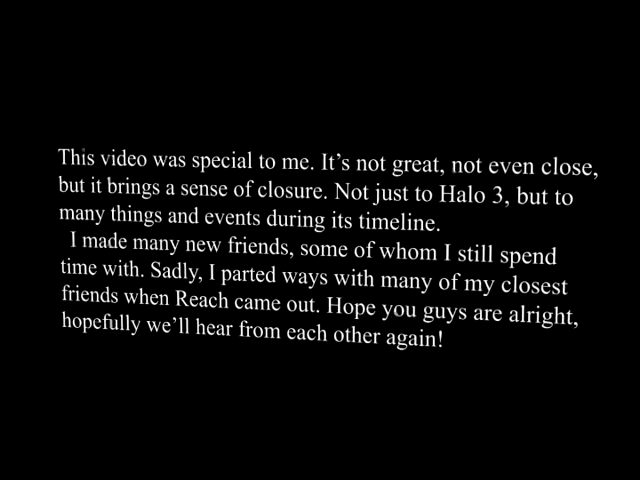 This video was special to me. It’s not great, not even close,
but it brings a sense of closure. Not just to Halo 3, but to
many things and events during its timeline.
I made many new friends, some of whom I still spend
time with. Sadly, I parted ways with many of my closest
friends when Reach came out. Hope you guys are alright,
hopefully we’ll hear from each other again!